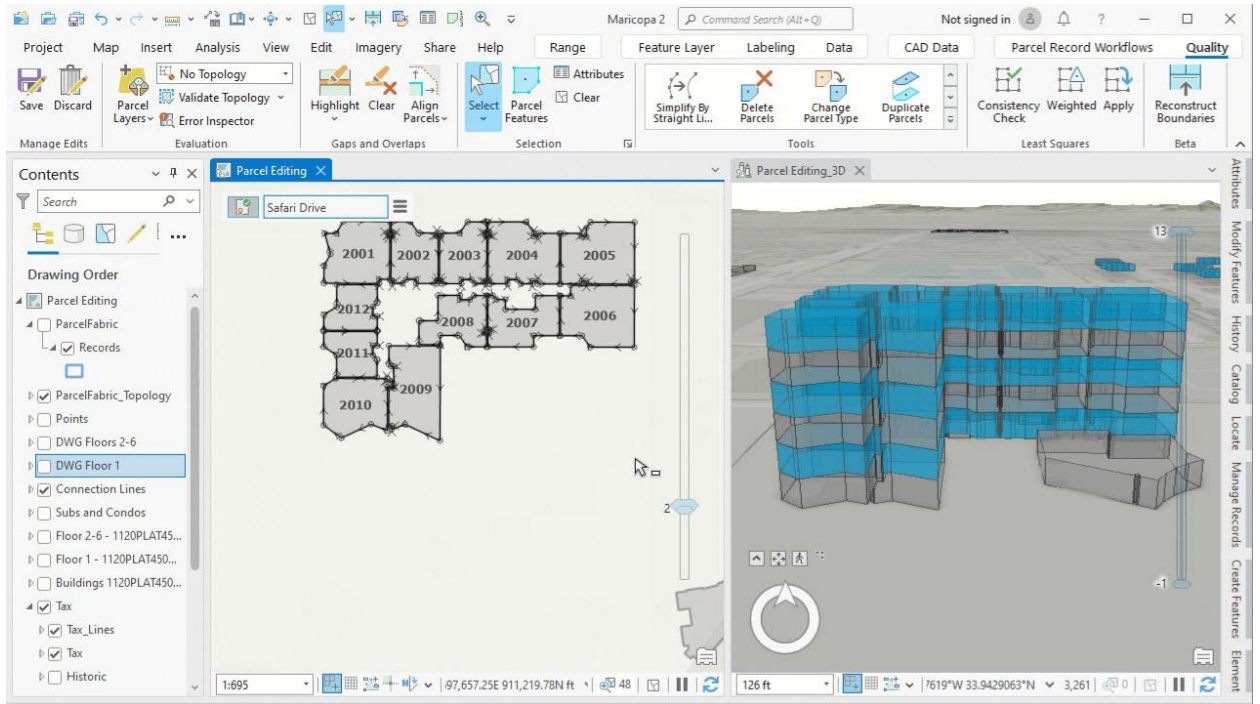 Maricopa 2
Command Search (Alt+Q)
Not signed in
Project Map Insert Analysis View Edit Imagery Share Help Range Feature Layer Labeling Data CAD Data Parcel Record Workflows Quality
Save Discard
Manage Edits
Parcel Layers
No Topology
Validate Topology
Error Inspector
Evaluation
Highlight Clear Align Parcels
Gaps and Overlaps
Select Parcel Features
Attributes
Clear
Selection
Simplify By Straight Li...
Delete Parcels
Change Parcel Type
Duplicate Parcels
Tools
Consistency Check
Weighted
Apply
Least Squares
Reconstruct Boundaries
Beta
Contents
Search
Drawing Order
Parcel Editing
ParcelFabric
Records
ParcelFabric_Topology
Points
DWG Floors 2-6
DWG Floor 1
Connection Lines
Subs and Condos
Floor 2-6 - 1120PLAT45...
Floor 1 - 1120PLAT450...
Buildings 1120PLAT450...
Tax
Tax_Lines
Tax
Historic
Parcel Editing
Safari Drive
2001 2002 2003 2004 2005
2012 2008 2007 2006
2011
2010 2009
2
1:695
97,657.25E 911,219.78N ft
48
Parcel Editing_3D
13
-1
126 ft
7619°W 33.9429063°N
3,261
0
Attributes
Modify Features
History
Catalog
Locate
Manage Records
Create Features
Element